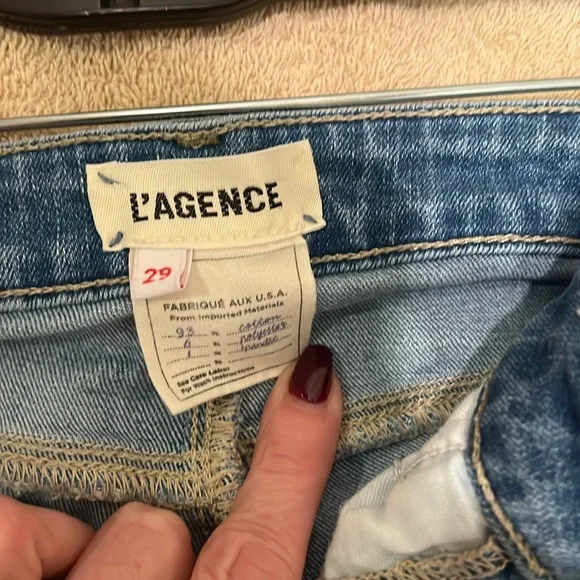 L'AGENCE
29
FABRIQUÉ AUX U.S.A.
From Imported Materials
93 % cotton
6 % polyester
1 % spandex
%
See Care Label
For Wash Instructions